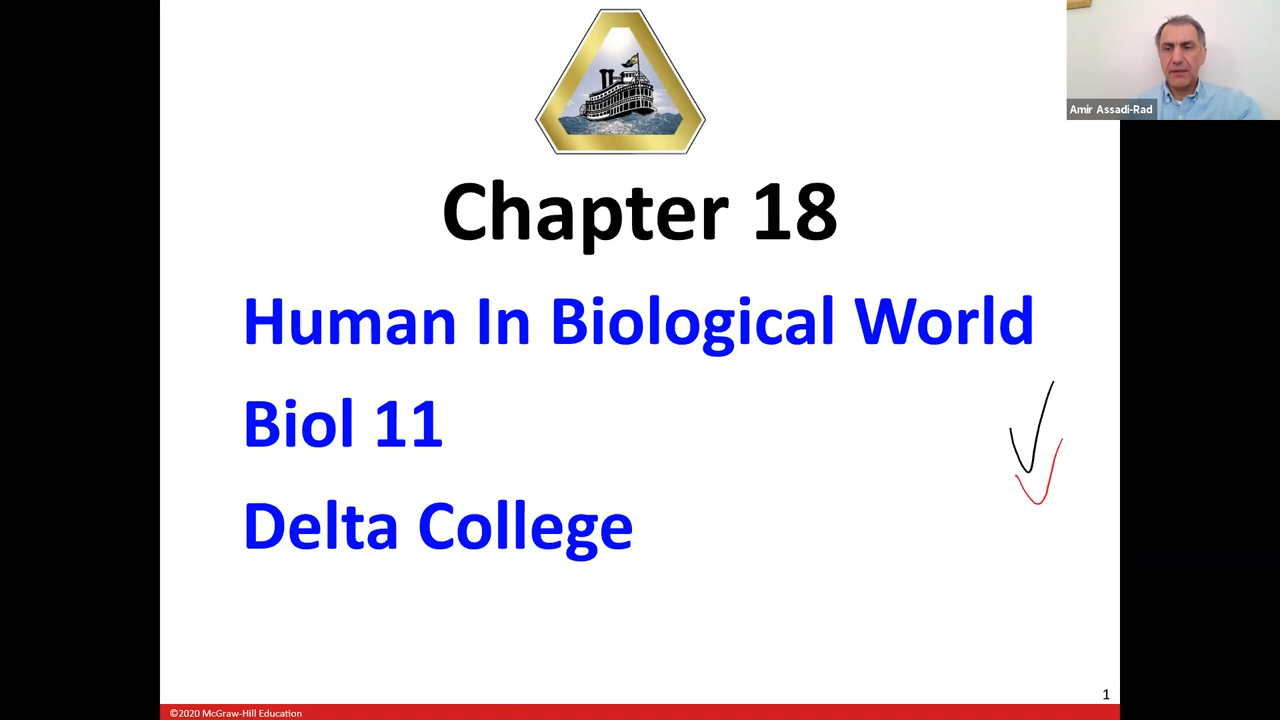 Amir Assadi-Rad
Chapter 18
Human In Biological World
Biol 11
Delta College
1
©2020 McGraw-Hill Education